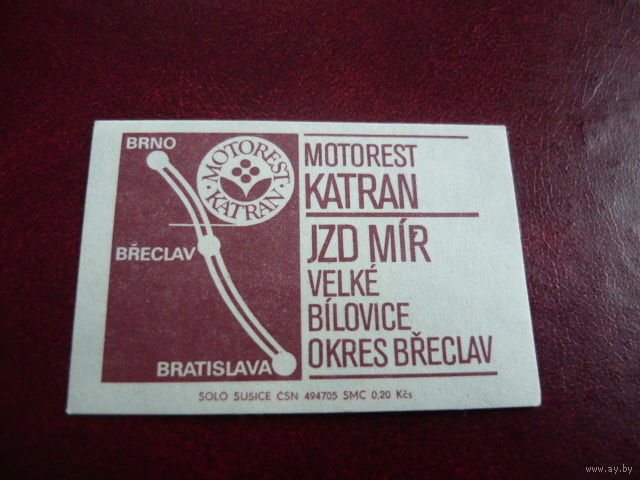 BRNO
MOTOREST
KATRAN
BŘECLAV
BRATISLAVA
MOTOREST
KATRAN
JZD MÍR
VELKÉ
BÍLOVICE
OKRES BŘECLAV
SOLO SUSICE ČSN 494705 SMC 0,20 Kčs
www.ay.by